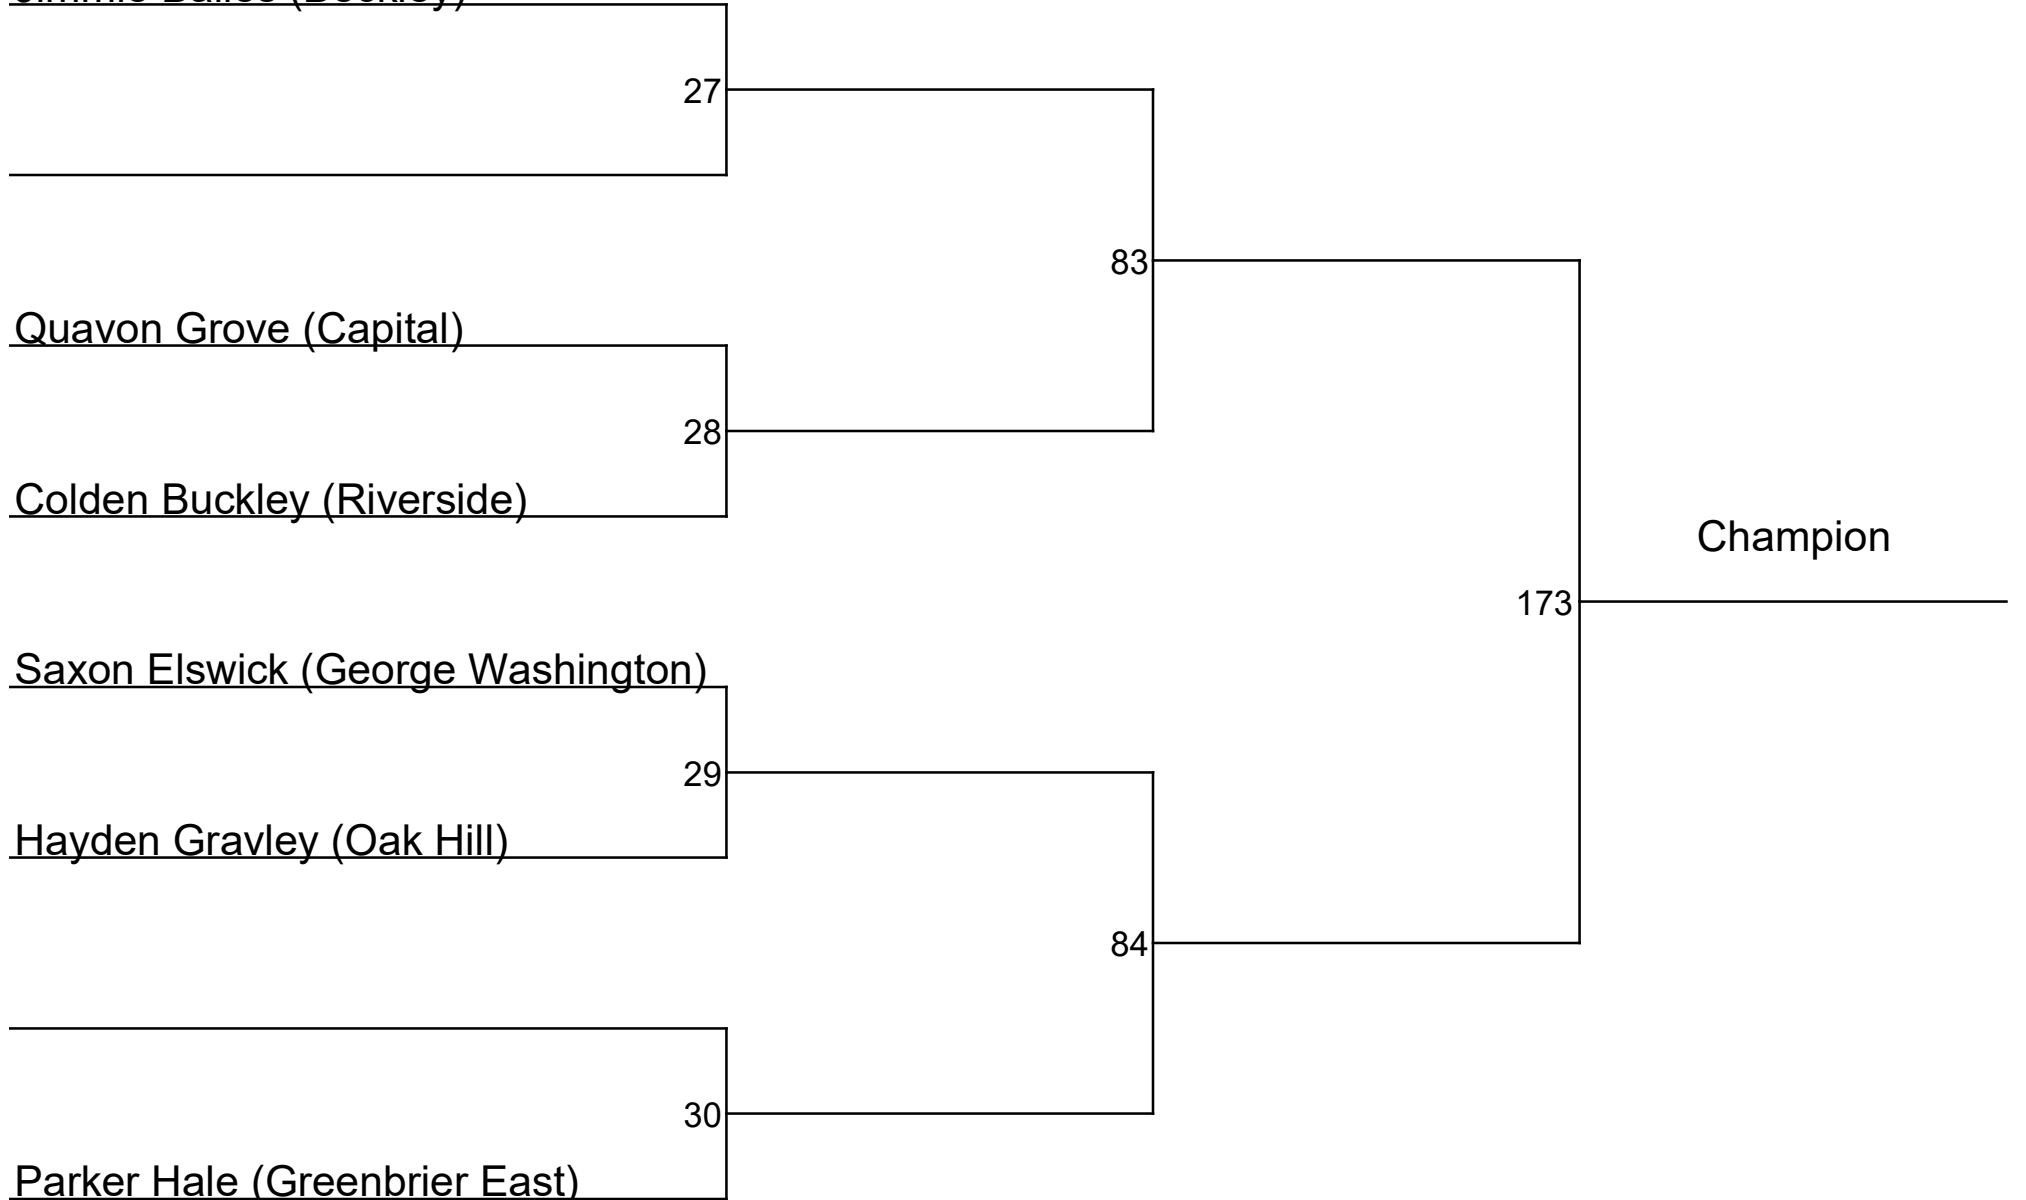 27
83
Quavon Grove (Capital)
28
Colden Buckley (Riverside)
Champion
173
Saxon Elswick (George Washington)
29
Hayden Gravley (Oak Hill)
84
30
Parker Hale (Greenbrier East)